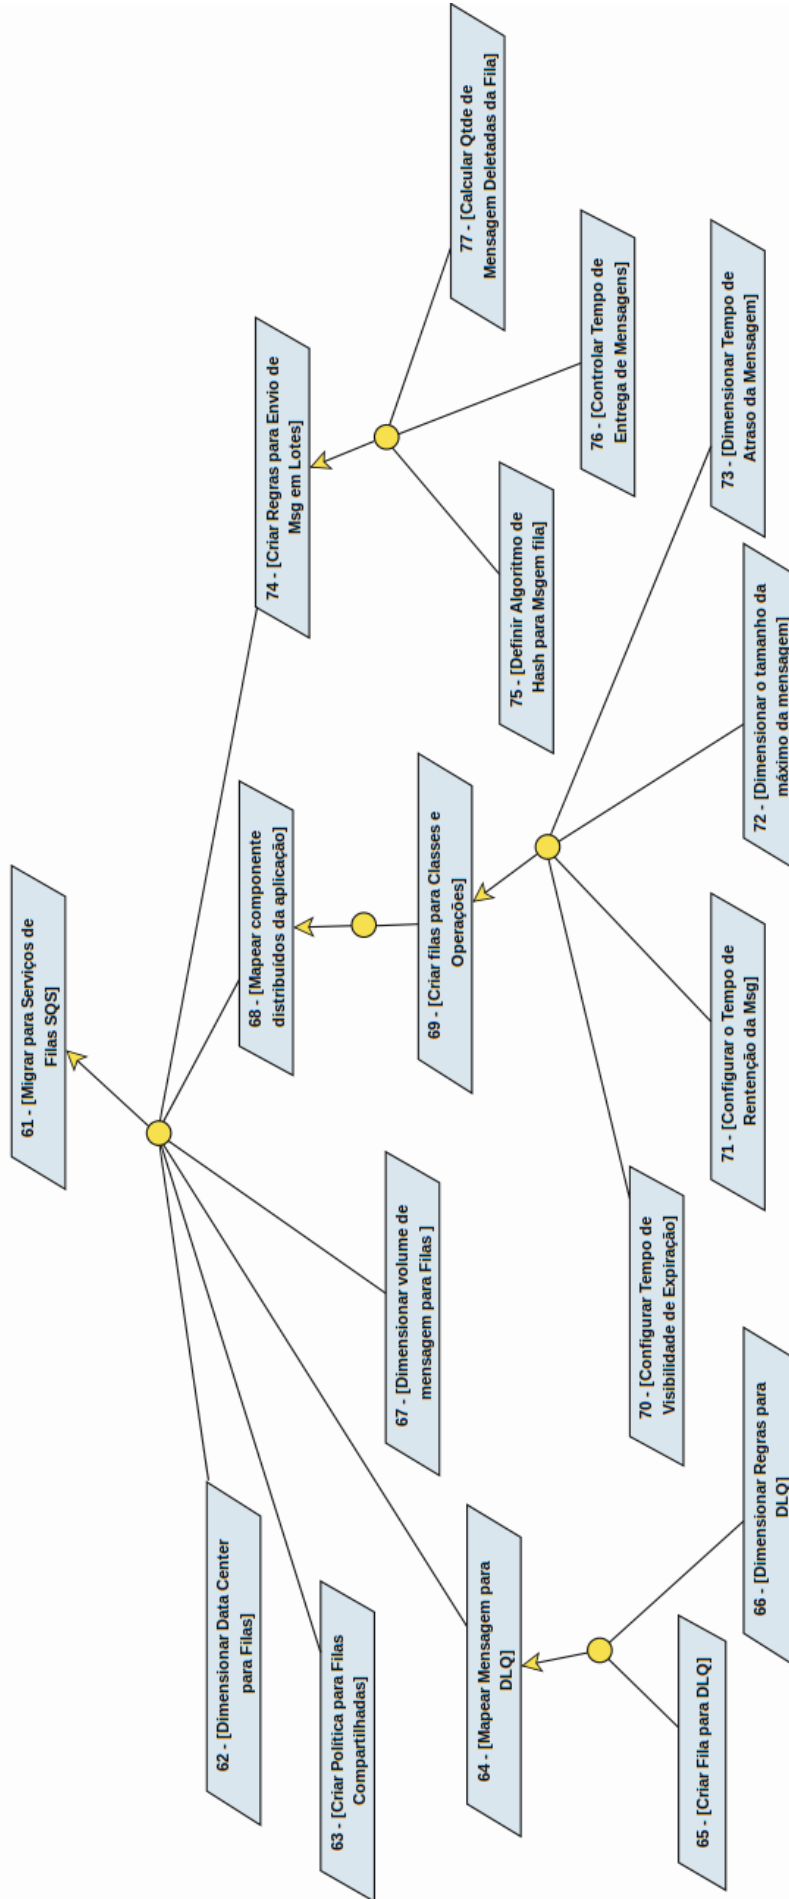 61 - [Migrar para Serviços de
Filas SQS]
62 - [Dimensionar Data Center
para Filas]
63 - [Criar Política para Filas
Compartilhadas]
64 - [Mapear Mensagem para
DLQ]
65 - [Criar Fila para DLQ]
66 - [Dimensionar Regras para
DLQ]
67 - [Dimensionar volume de
mensagem para Filas ]
68 - [Mapear componente
distribuídos da aplicação]
69 - [Criar filas para Classes e
Operações]
70 - [Configurar Tempo de
Visibilidade de Expiração]
71 - [Configurar o Tempo de
Rentenção da Msg]
72 - [Dimensionar o tamanho da
máximo da mensagem]
73 - [Dimensionar Tempo de
Atraso da Mensagem]
74 - [Criar Regras para Envio de
Msg em Lotes]
75 - [Definir Algoritmo de
Hash para Msgem fila]
76 - [Controlar Tempo de
Entrega de Mensagens]
77 - [Calcular Qtde de
Mensagem Deletadas da Fila]